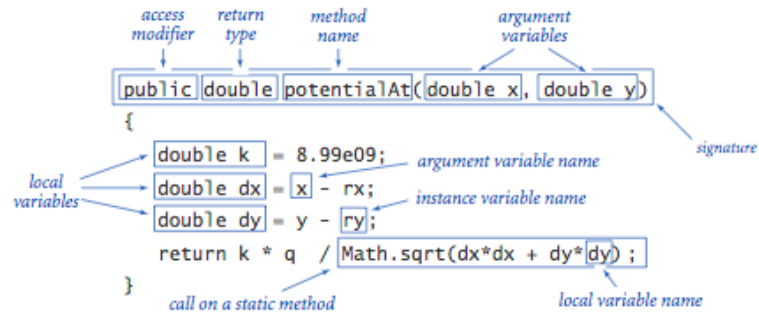 access modifier
return type
method name
argument variables
public double potentialAt(double x, double y)
signature
{
double k = 8.99e09;
argument variable name
local variables
double dx = x - rx;
instance variable name
double dy = y - ry;
return k * q / Math.sqrt(dx*dx + dy*dy) ;
}
call on a static method
local variable name